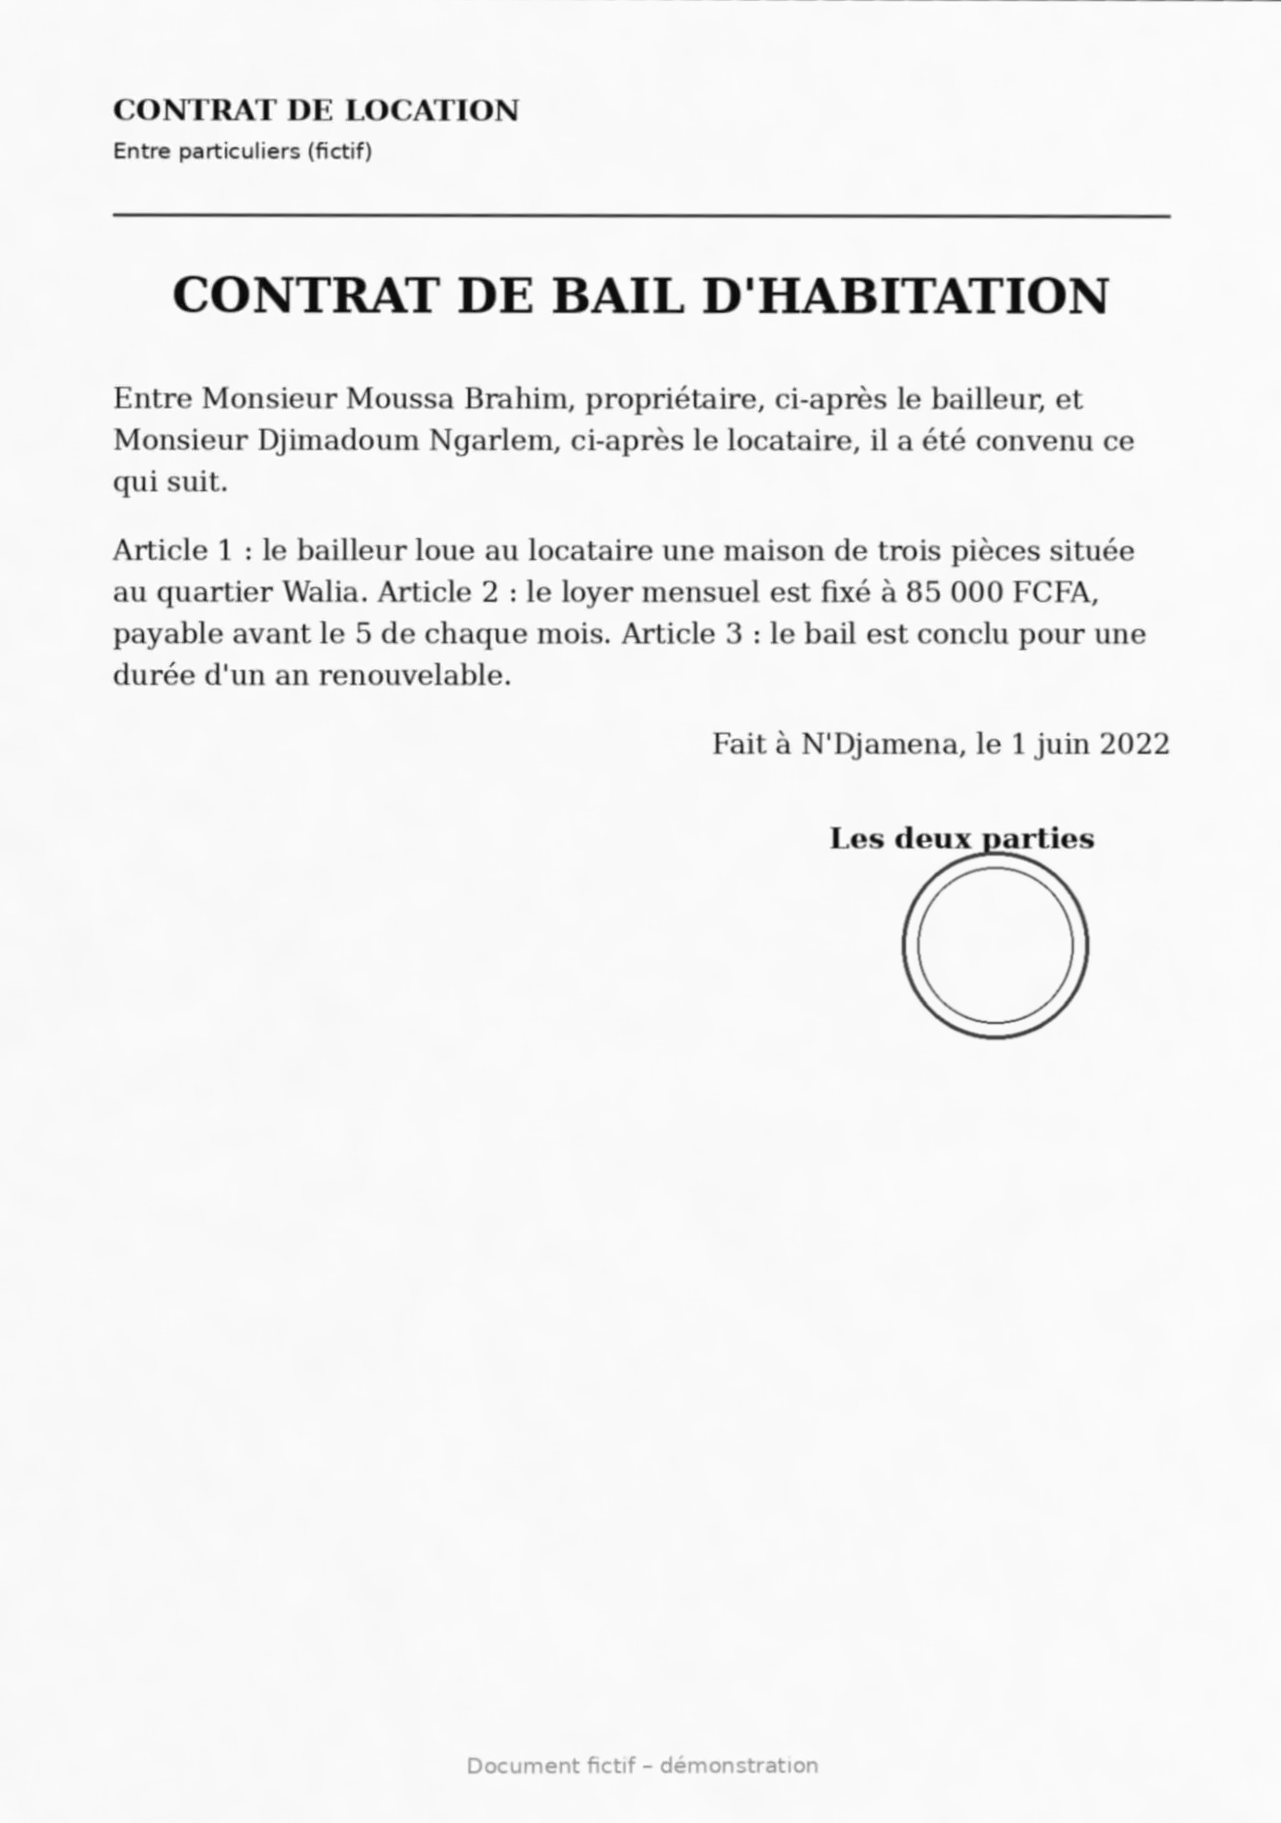 CONTRAT DE LOCATION
Entre particuliers (fictif)
CONTRAT DE BAIL D'HABITATION
Entre Monsieur Moussa Brahim, propriétaire, ci-après le bailleur, et
Monsieur Djimadoum Ngarlem, ci-après le locataire, il a été convenu ce
qui suit.
Article 1 : le bailleur loue au locataire une maison de trois pièces située
au quartier Walia. Article 2 : le loyer mensuel est fixé à 85 000 FCFA,
payable avant le 5 de chaque mois. Article 3 : le bail est conclu pour une
durée d'un an renouvelable.
Fait à N'Djamena, le 1 juin 2022
Les deux parties
Document fictif – démonstration